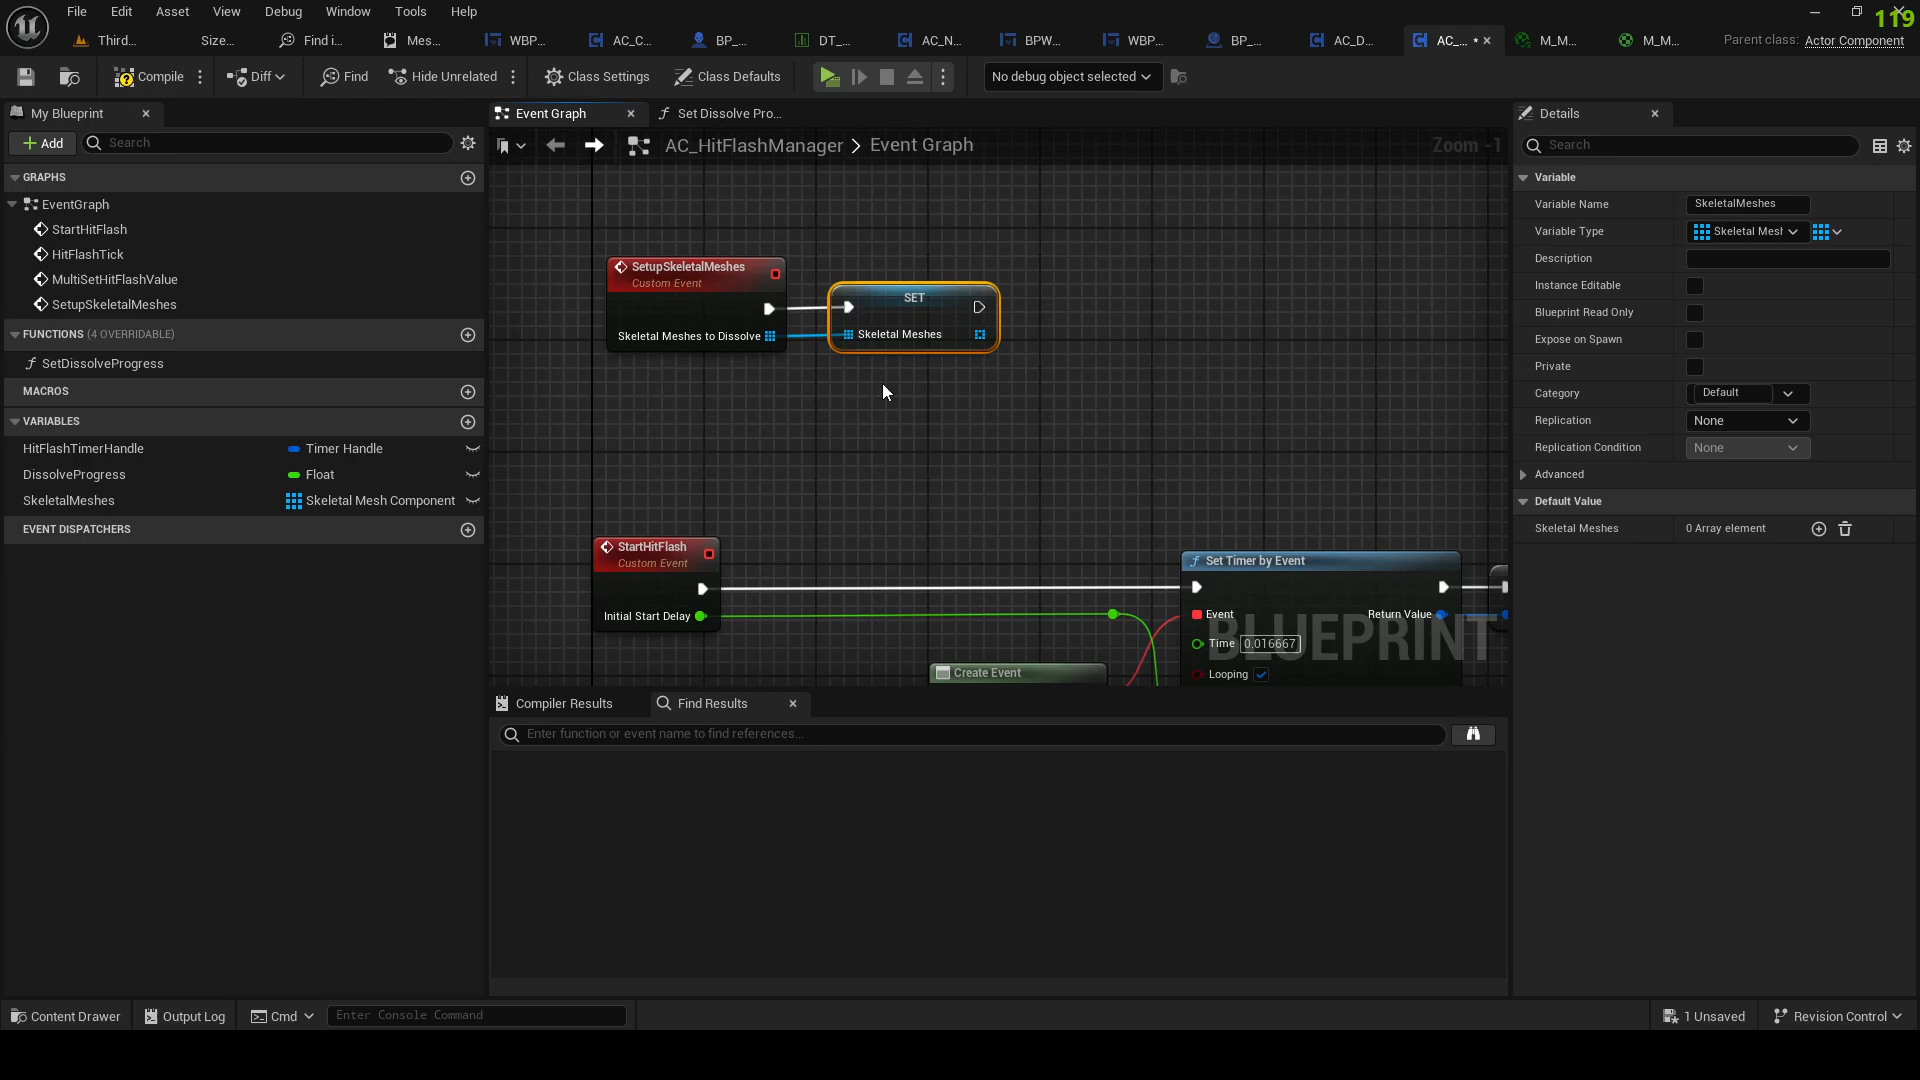 File Edit Asset View Debug Window Tools Help
119
Third... Size... Find i... Mes... WBP... AC_C... BP_... DT_... AC_N... BPW... WBP... BP_... AC_D... AC_... * M_M... M_M... Parent class: Actor Component
Compile Diff Find Hide Unrelated Class Settings Class Defaults No debug object selected
My Blueprint
Add Search
GRAPHS
EventGraph
StartHitFlash
HitFlashTick
MultiSetHitFlashValue
SetupSkeletalMeshes
FUNCTIONS (4 OVERRIDABLE)
SetDissolveProgress
MACROS
VARIABLES
HitFlashTimerHandle Timer Handle
DissolveProgress Float
SkeletalMeshes Skeletal Mesh Component
EVENT DISPATCHERS
Event Graph Set Dissolve Pro...
AC_HitFlashManager > Event Graph Zoom -1
SetupSkeletalMeshes
Custom Event
Skeletal Meshes to Dissolve
SET
Skeletal Meshes
StartHitFlash
Custom Event
Initial Start Delay
Create Event
Set Timer by Event
Event Return Value
Time 0.016667
Looping
BLUEPRINT
Compiler Results Find Results
Enter function or event name to find references...
Details
Search
Variable
Variable Name SkeletalMeshes
Variable Type Skeletal Mesh
Description
Instance Editable
Blueprint Read Only
Expose on Spawn
Private
Category Default
Replication None
Replication Condition None
Advanced
Default Value
Skeletal Meshes 0 Array element
Content Drawer Output Log Cmd Enter Console Command 1 Unsaved Revision Control